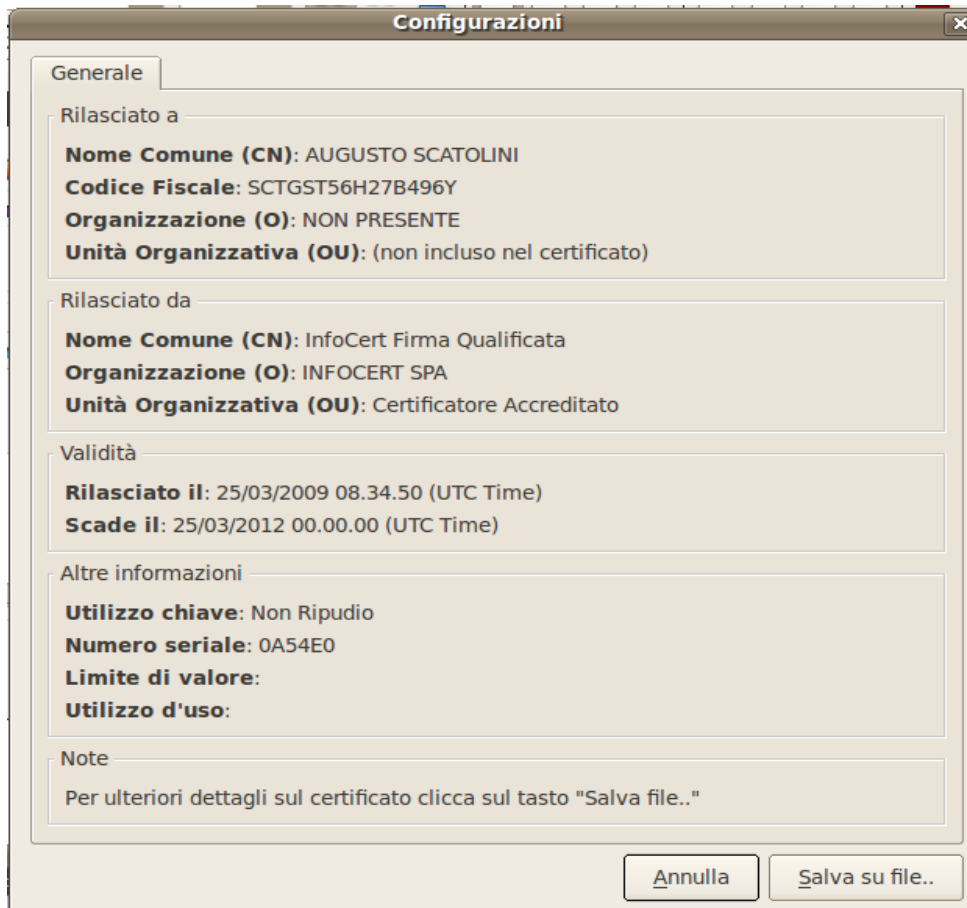 Configurazioni
Generale
Rilasciato a
Nome Comune (CN): AUGUSTO SCATOLINI
Codice Fiscale: SCTGST56H27B496Y
Organizzazione (O): NON PRESENTE
Unità Organizzativa (OU): (non incluso nel certificato)
Rilasciato da
Nome Comune (CN): InfoCert Firma Qualificata
Organizzazione (O): INFOCERT SPA
Unità Organizzativa (OU): Certificatore Accreditato
Validità
Rilasciato il: 25/03/2009 08.34.50 (UTC Time)
Scade il: 25/03/2012 00.00.00 (UTC Time)
Altre informazioni
Utilizzo chiave: Non Ripudio
Numero seriale: 0A54E0
Limite di valore:
Utilizzo d'uso:
Note
Per ulteriori dettagli sul certificato clicca sul tasto "Salva file.."
Annulla
Salva su file..